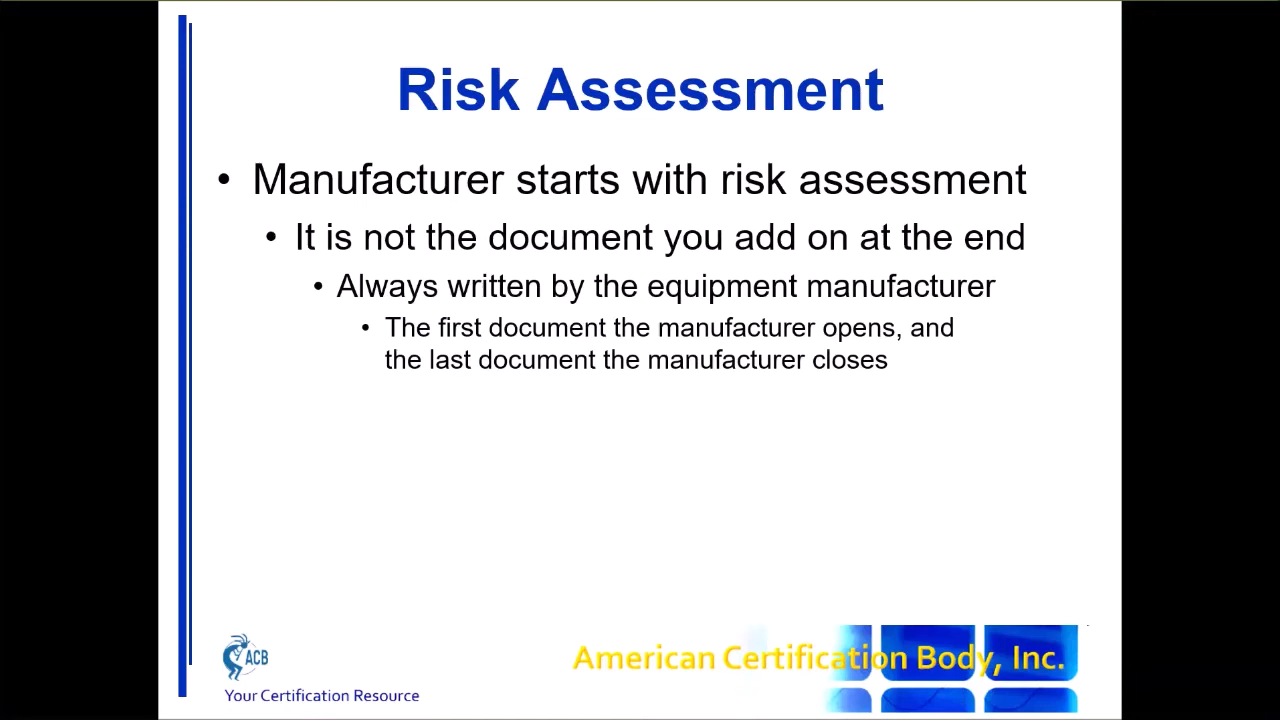 Risk Assessment
• Manufacturer starts with risk assessment
• It is not the document you add on at the end
• Always written by the equipment manufacturer
• The first document the manufacturer opens, and
the last document the manufacturer closes
ACB
American Certification Body, Inc.
Your Certification Resource